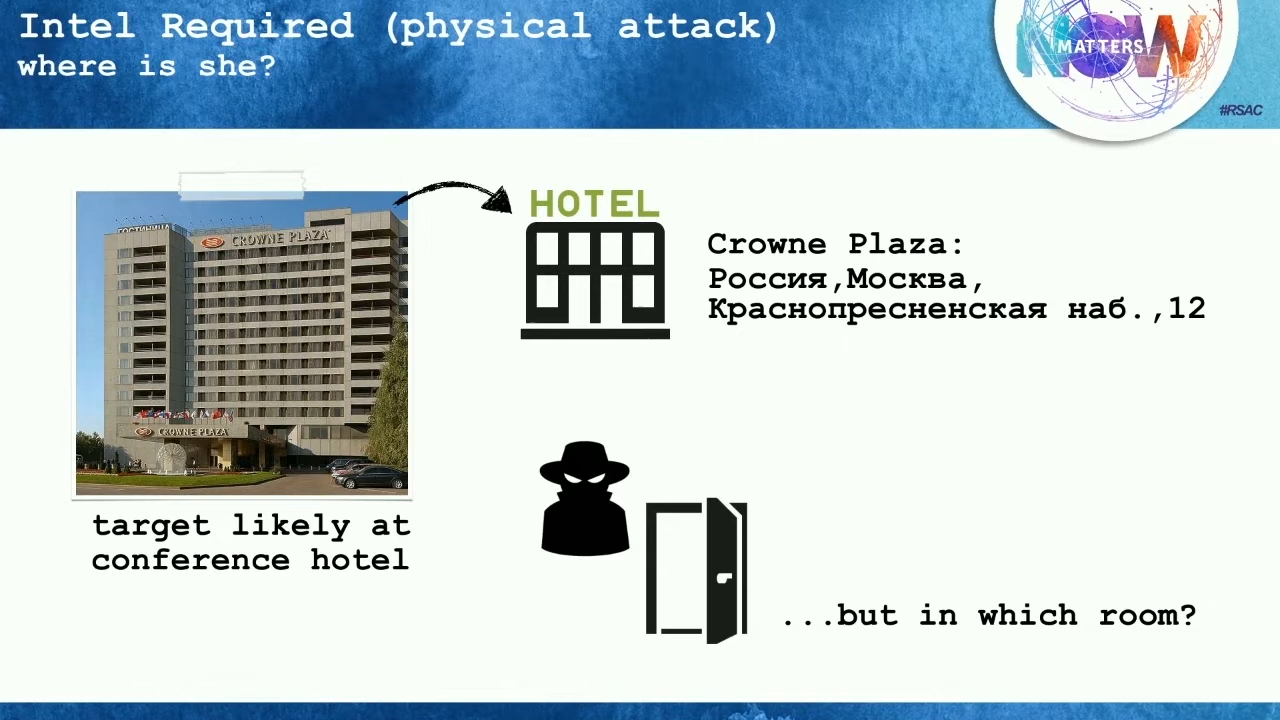 Intel Required (physical attack)
where is she?
NOW
MATTERS
#RSAC
ГОСТИНИЦА
CROWNE PLAZA
CROWNE PLAZA
HOTEL
Crowne Plaza:
Россия,Москва,
Краснопресненская наб.,12
target likely at
conference hotel
...but in which room?